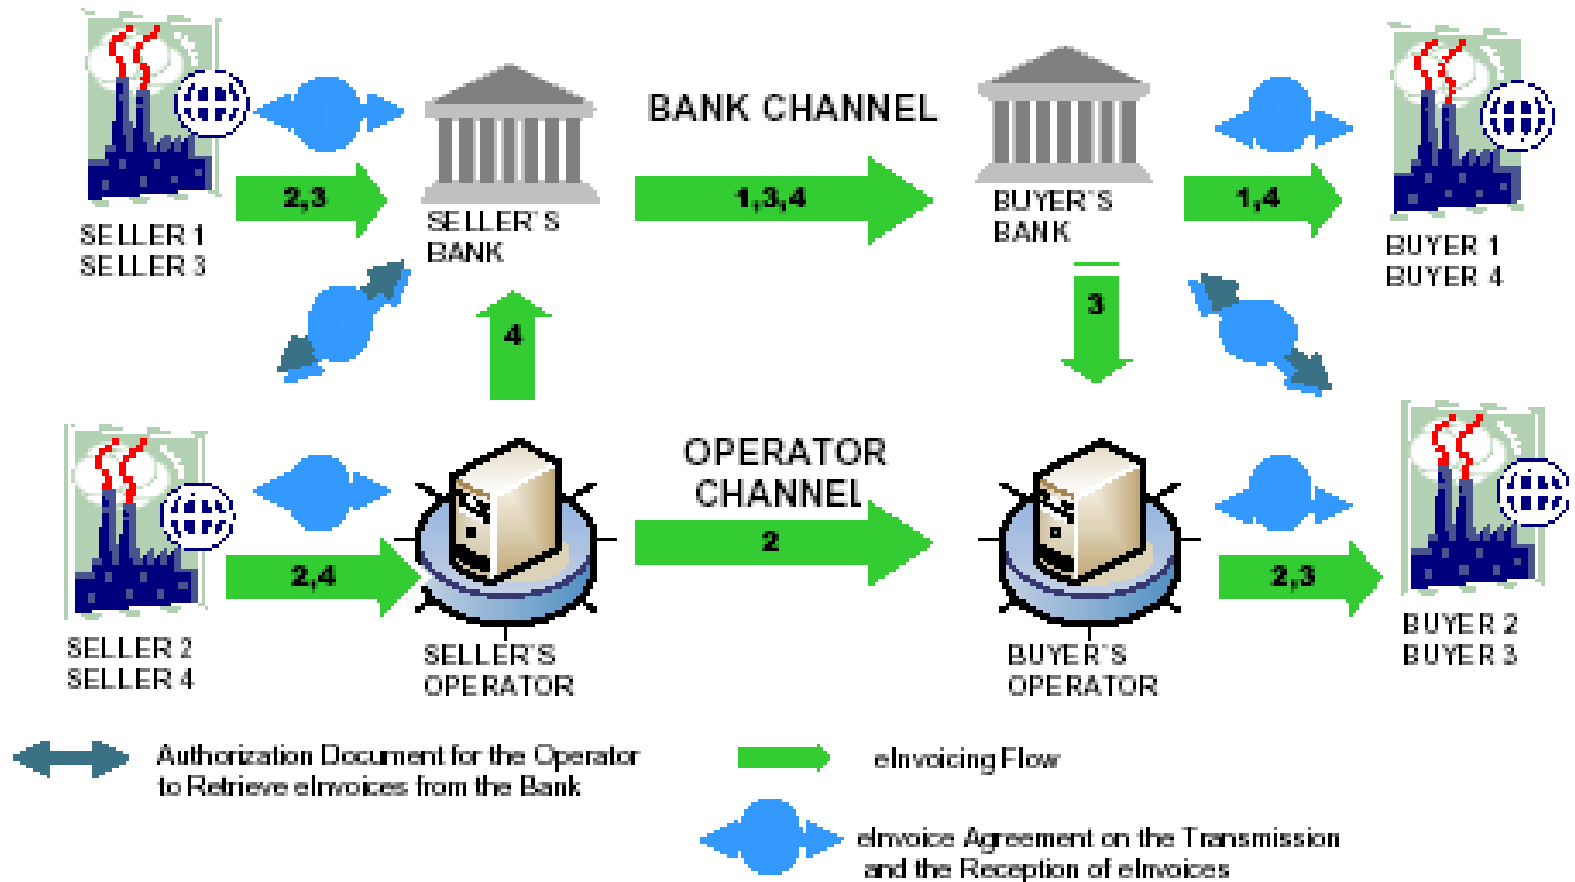 BANK CHANNEL
2,3
1,3,4
1,4
SELLER 1
SELLER 3
SELLER'S
BANK
BUYER'S
BANK
BUYER 1
BUYER 4
4
3
OPERATOR
CHANNEL
2
2,4
2,3
SELLER 2
SELLER 4
SELLER'S
OPERATOR
BUYER'S
OPERATOR
BUYER 2
BUYER 3
Authorization Document for the Operator
to Retrieve eInvoices from the Bank
eInvoicing Flow
eInvoice Agreement on the Transmission
and the Reception of eInvoices